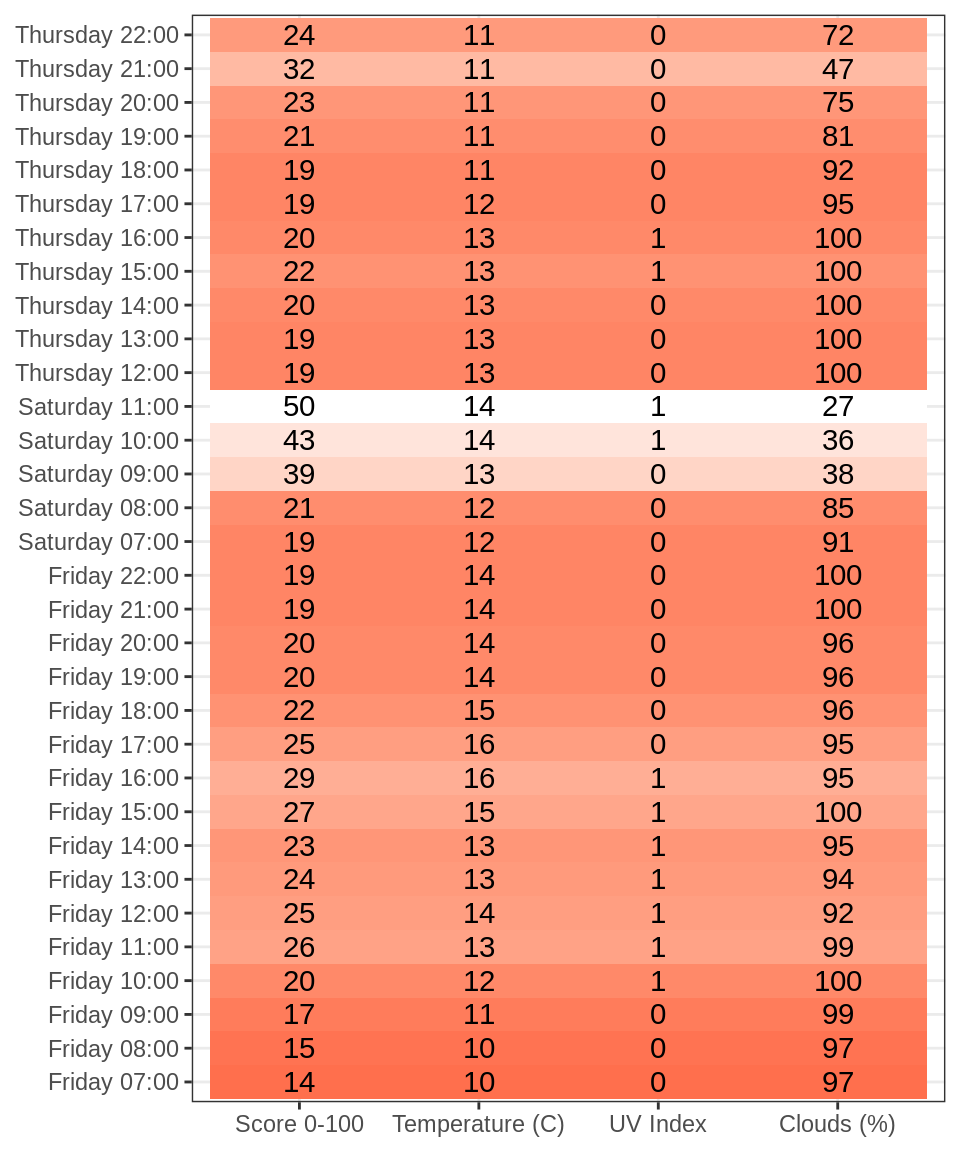 Thursday 22:00 24 11 0 72
Thursday 21:00 32 11 0 47
Thursday 20:00 23 11 0 75
Thursday 19:00 21 11 0 81
Thursday 18:00 19 11 0 92
Thursday 17:00 19 12 0 95
Thursday 16:00 20 13 1 100
Thursday 15:00 22 13 1 100
Thursday 14:00 20 13 0 100
Thursday 13:00 19 13 0 100
Thursday 12:00 19 13 0 100
Saturday 11:00 50 14 1 27
Saturday 10:00 43 14 1 36
Saturday 09:00 39 13 0 38
Saturday 08:00 21 12 0 85
Saturday 07:00 19 12 0 91
Friday 22:00 19 14 0 100
Friday 21:00 19 14 0 100
Friday 20:00 20 14 0 96
Friday 19:00 20 14 0 96
Friday 18:00 22 15 0 96
Friday 17:00 25 16 0 95
Friday 16:00 29 16 1 95
Friday 15:00 27 15 1 100
Friday 14:00 23 13 1 95
Friday 13:00 24 13 1 94
Friday 12:00 25 14 1 92
Friday 11:00 26 13 1 99
Friday 10:00 20 12 1 100
Friday 09:00 17 11 0 99
Friday 08:00 15 10 0 97
Friday 07:00 14 10 0 97
Score 0-100 Temperature (C) UV Index Clouds (%)